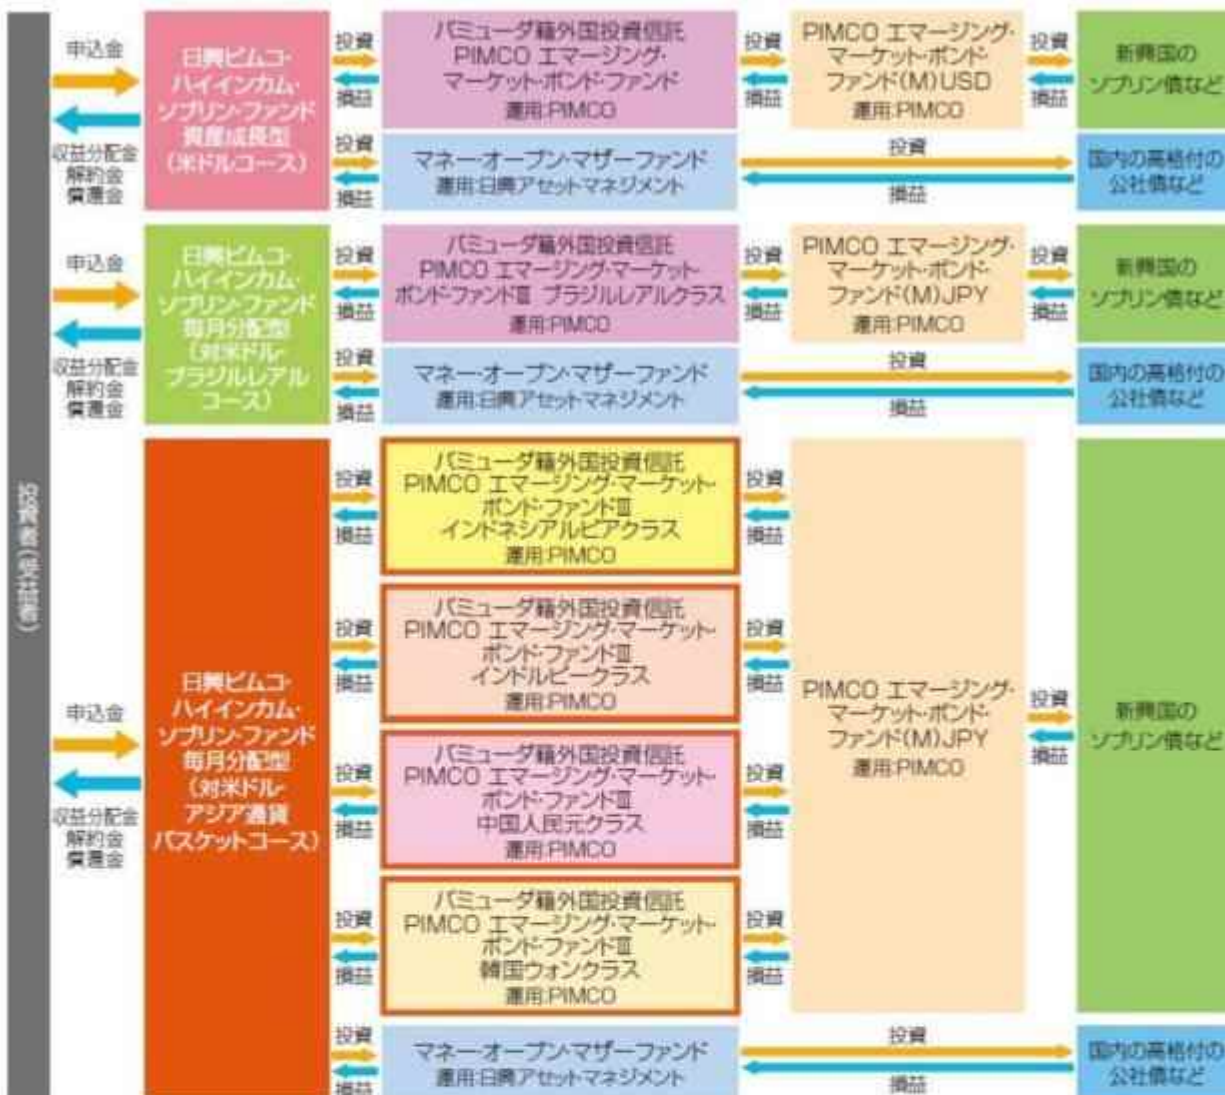 投資者(受益者)
申込金
収益分配金
解約金
償還金
日興ピムコ・
ハイインカム・
ソブリン・ファンド
資産成長型
(米ドルコース)
投資
損益
バミューダ籍外国投資信託
PIMCO エマージング・
マーケット・ボンド・ファンド
運用:PIMCO
投資
損益
PIMCO エマージング・
マーケット・ボンド・
ファンド(M)USD
運用:PIMCO
投資
損益
新興国の
ソブリン債など
投資
損益
マネー・オープン・マザーファンド
運用:日興アセットマネジメント
投資
損益
国内の高格付の
公社債など
申込金
収益分配金
解約金
償還金
日興ピムコ・
ハイインカム・
ソブリン・ファンド
毎月分配型
(対米ドル・
ブラジルレアル
コース)
投資
損益
バミューダ籍外国投資信託
PIMCO エマージング・マーケット・
ボンド・ファンドⅢ ブラジルレアルクラス
運用:PIMCO
投資
損益
PIMCO エマージング・
マーケット・ボンド・
ファンド(M)JPY
運用:PIMCO
投資
損益
新興国の
ソブリン債など
投資
損益
マネー・オープン・マザーファンド
運用:日興アセットマネジメント
投資
損益
国内の高格付の
公社債など
申込金
収益分配金
解約金
償還金
日興ピムコ・
ハイインカム・
ソブリン・ファンド
毎月分配型
(対米ドル・
アジア通貨
バスケットコース)
投資
損益
バミューダ籍外国投資信託
PIMCO エマージング・マーケット・
ボンド・ファンドⅢ
インドネシアルピアクラス
運用:PIMCO
投資
損益
投資
損益
バミューダ籍外国投資信託
PIMCO エマージング・マーケット・
ボンド・ファンドⅢ
インドルピークラス
運用:PIMCO
投資
損益
投資
損益
バミューダ籍外国投資信託
PIMCO エマージング・マーケット・
ボンド・ファンドⅢ
中国人民元クラス
運用:PIMCO
投資
損益
投資
損益
バミューダ籍外国投資信託
PIMCO エマージング・マーケット・
ボンド・ファンドⅢ
韓国ウォンクラス
運用:PIMCO
投資
損益
PIMCO エマージング・
マーケット・ボンド・
ファンド(M)JPY
運用:PIMCO
投資
損益
新興国の
ソブリン債など
投資
損益
マネー・オープン・マザーファンド
運用:日興アセットマネジメント
投資
損益
国内の高格付の
公社債など